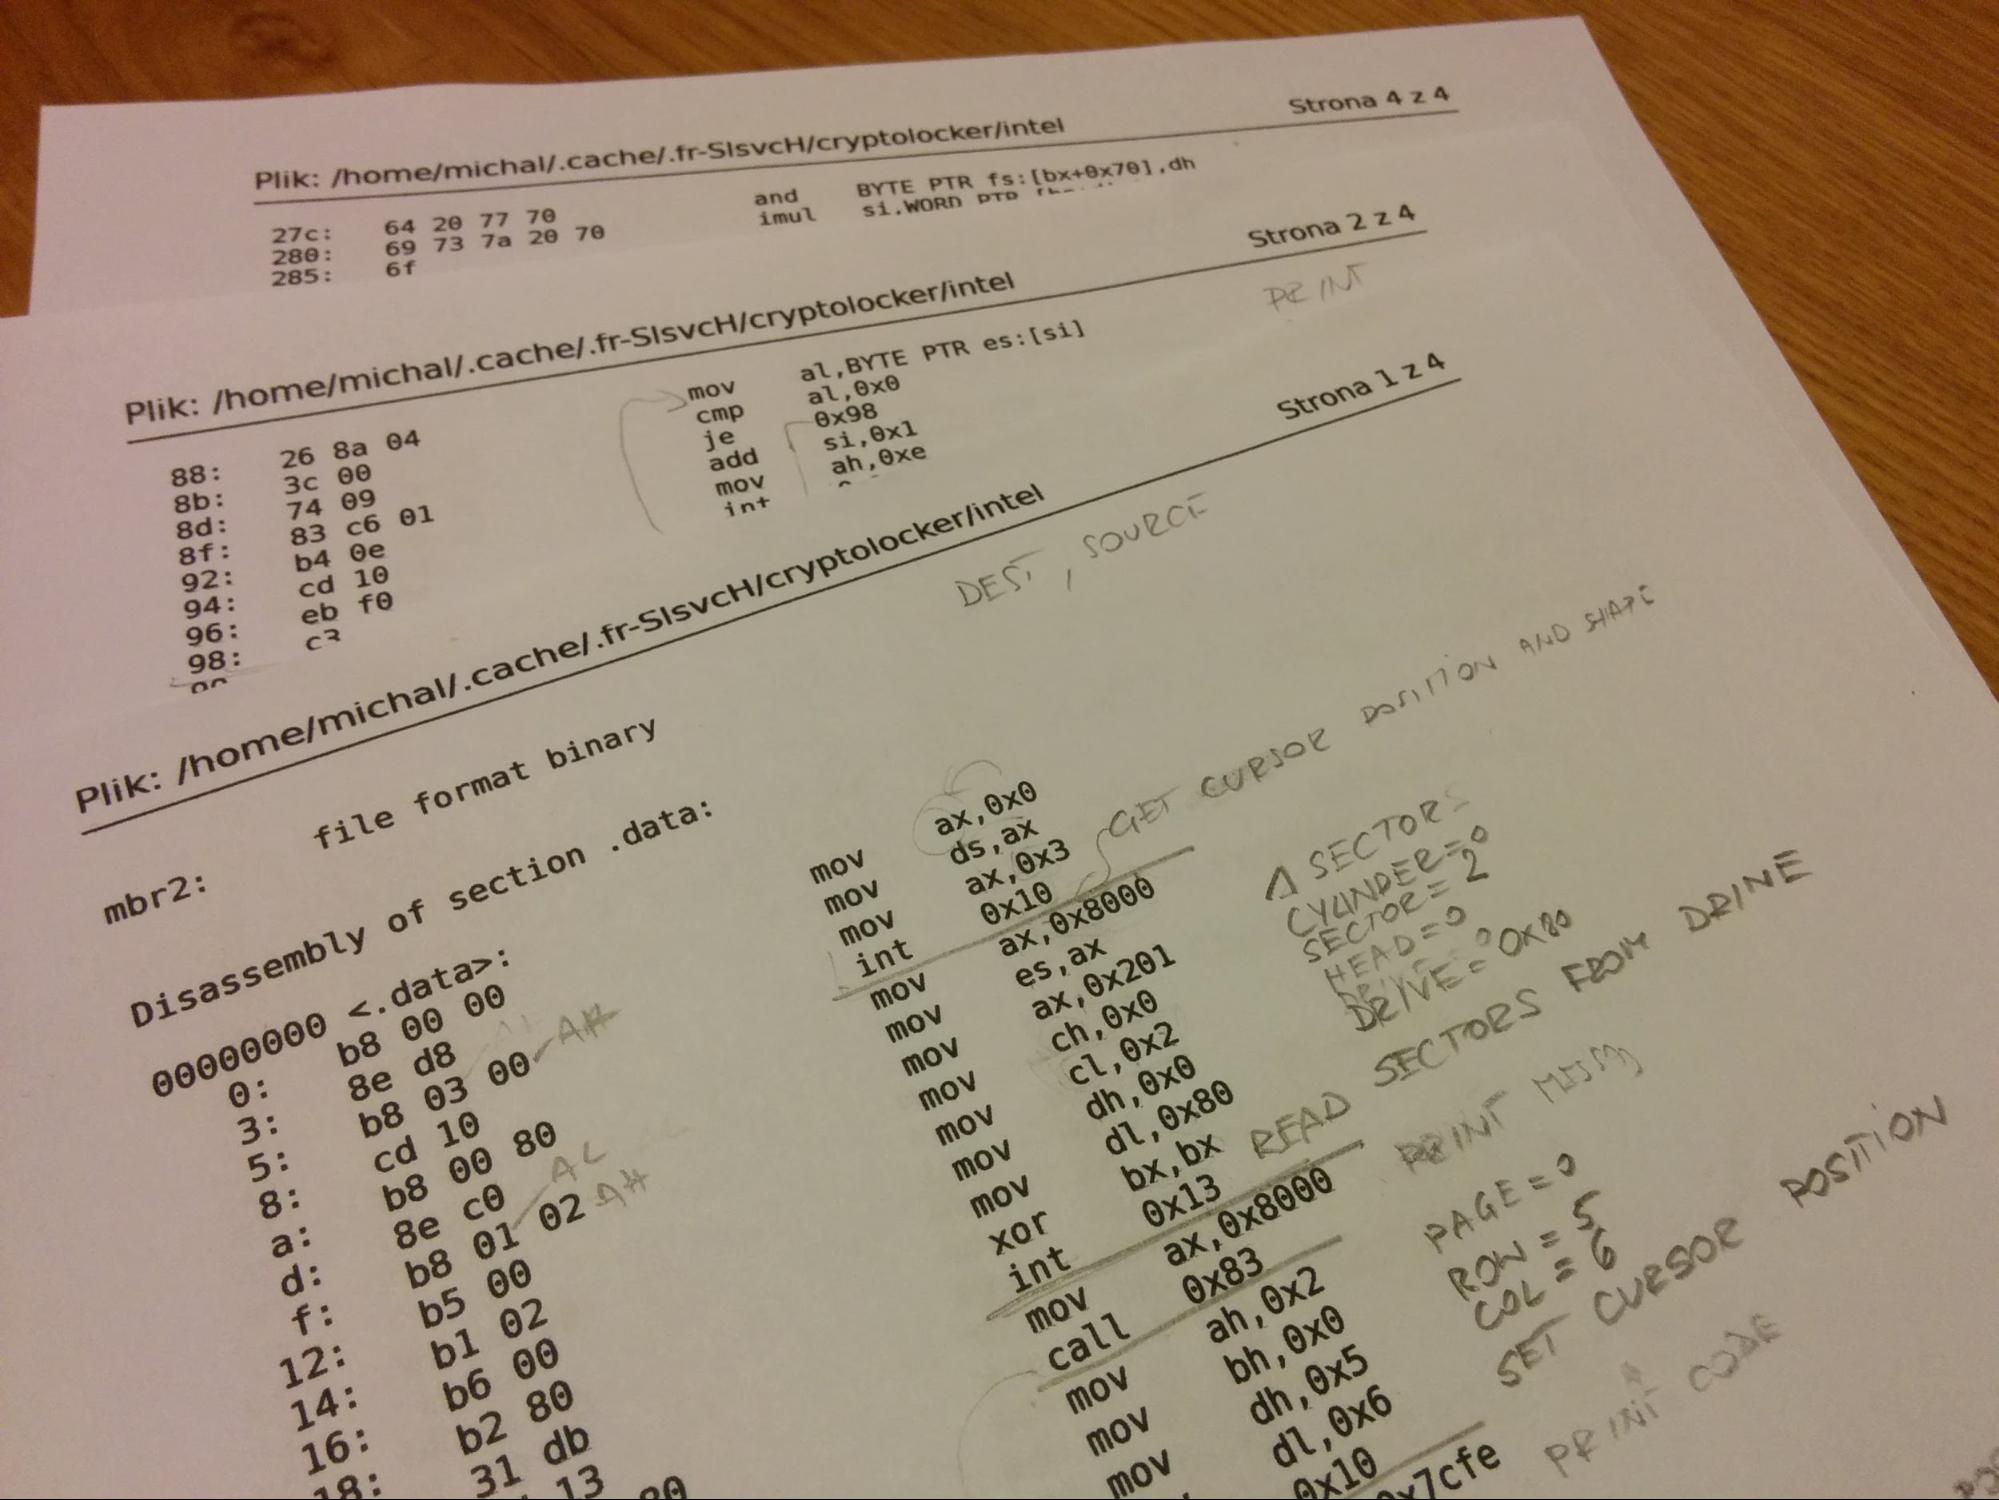 Plik: /home/michal/.cache/.fr-SlsvcH/cryptolocker/intel Strona 4 z 4
27c: 64 20 77 70 and BYTE PTR fs:[bx+0x70],dh
280: 69 73 7a 20 70 imul si,WORD PTR
285: 6f
Plik: /home/michal/.cache/.fr-SlsvcH/cryptolocker/intel Strona 2 z 4
PRINT
88: 26 8a 04 mov al,BYTE PTR es:[si]
8b: 3c 00 cmp al,0x0
8d: 74 09 je 0x98
8f: 83 c6 01 add si,0x1
92: b4 0e mov ah,0xe
94: cd 10 int
96: eb f0
98: c3
Plik: /home/michal/.cache/.fr-SlsvcH/cryptolocker/intel Strona 1 z 4
DEST, SOURCE
mbr2: file format binary
Disassembly of section .data:
00000000 <.data>:
0: b8 00 00 mov ax,0x0
3: 8e d8 mov ds,ax
5: b8 03 00 AH mov ax,0x3
AL
8: cd 10 int 0x10 GET CURSOR POSITION AND SHAPE
a: b8 00 80 mov ax,0x8000
d: 8e c0 AL mov es,ax
f: b8 01 02 AH mov ax,0x201
12: b5 00 mov ch,0x0
14: b1 02 mov cl,0x2
16: b6 00 mov dh,0x0
18: b2 80 mov dl,0x80
31 db xor bx,bx
13 int 0x13 READ SECTORS FROM DRINE
SECTORS
CYLINDER=0
SECTOR=2
HEAD=0
DRIVE=0x80
80 mov ax,0x8000 PRINT
call 0x83
mov ah,0x2
mov bh,0x0
mov dh,0x5
dl,0x6
0x10 SET CURSOR POSITION
PAGE=0
ROW=5
COL=6
0x7cfe PRINT CODE